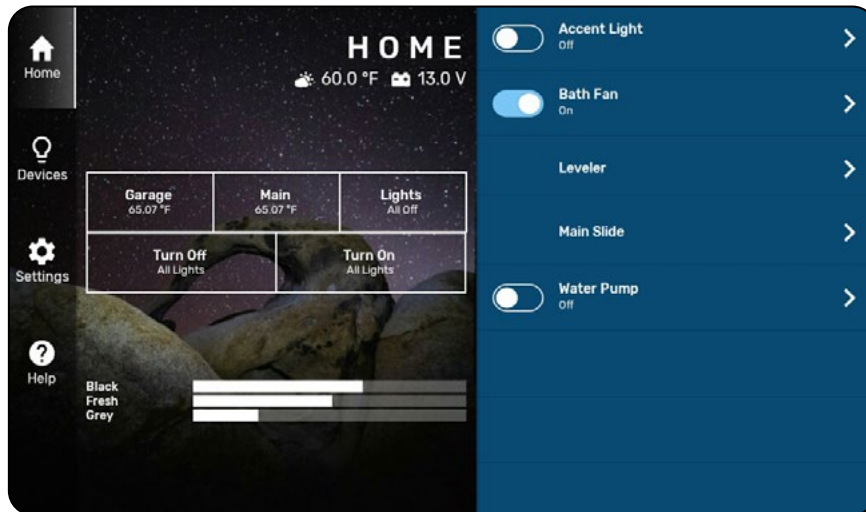 Home
Devices
Settings
Help
HOME
60.0 °F 13.0 V
Garage
65.07 °F
Main
65.07 °F
Lights
All Off
Turn Off
All Lights
Turn On
All Lights
Black
Fresh
Grey
Accent Light
Off
Bath Fan
On
Leveler
Main Slide
Water Pump
Off